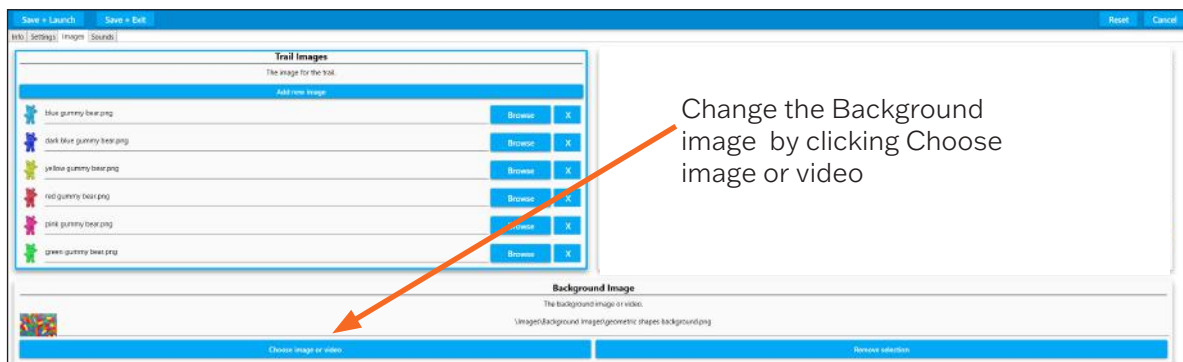 Save + Launch Save + Exit Reset Cancel
Info Settings Images Sounds
Trail Images
The image for the trail.
Add new image
blue gummy bear.png Browse X
dark blue gummy bear.png Browse X
yellow gummy bear.png Browse X
red gummy bear.png Browse X
pink gummy bear.png Browse X
green gummy bear.png Browse X
Change the Background
image by clicking Choose
image or video
Background Image
The background image or video.
\Images\Background Images\geometric shapes background.png
Choose image or video Remove selection